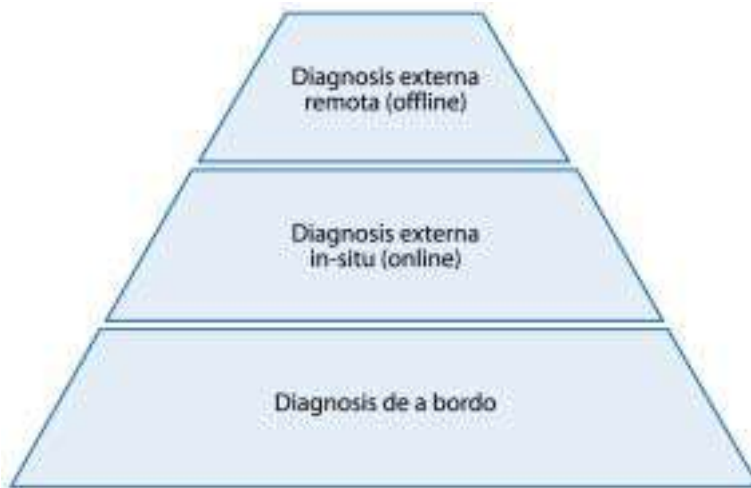 Diagnosis externa
remota (offline)
Diagnosis externa
in-situ (online)
Diagnosis de a bordo